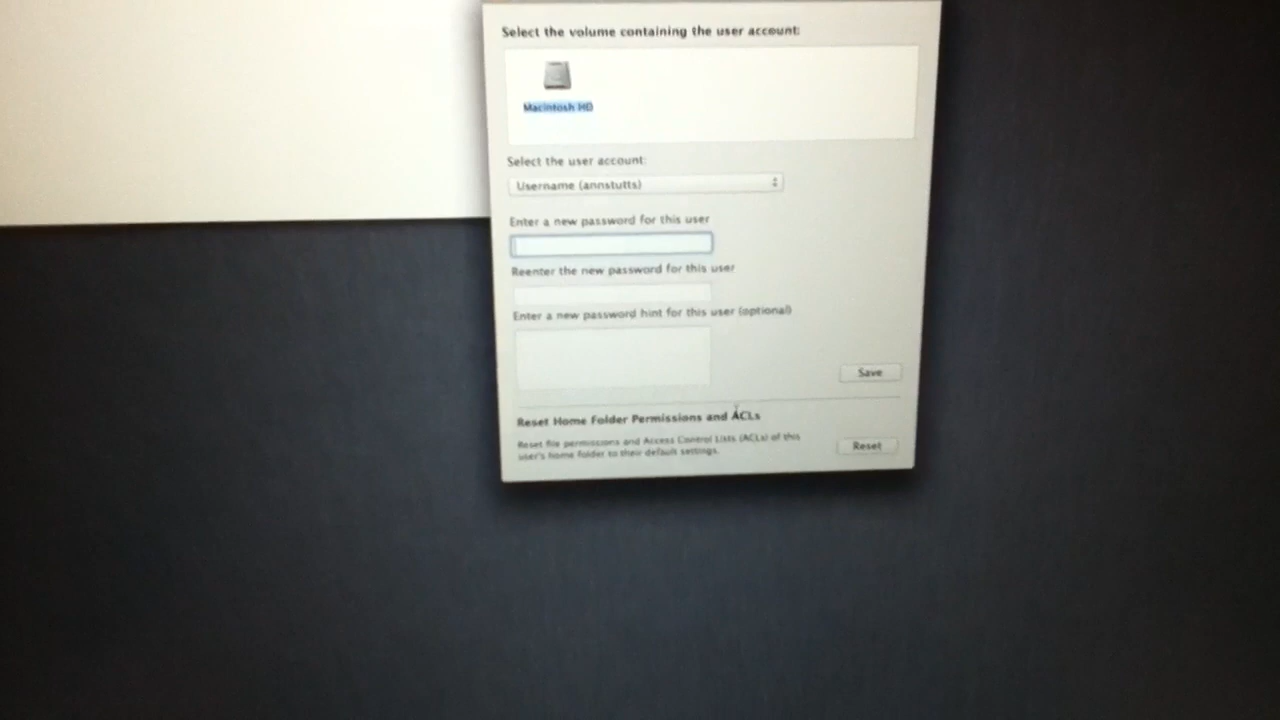 Select the volume containing the user account:
Macintosh HD
Select the user account:
Username (annstutts)
Enter a new password for this user
Reenter the new password for this user
Enter a new password hint for this user (optional)
Save
Reset Home Folder Permissions and ACLs
Reset file permissions and Access Control Lists (ACLs) of this
user's home folder to their default settings.
Reset